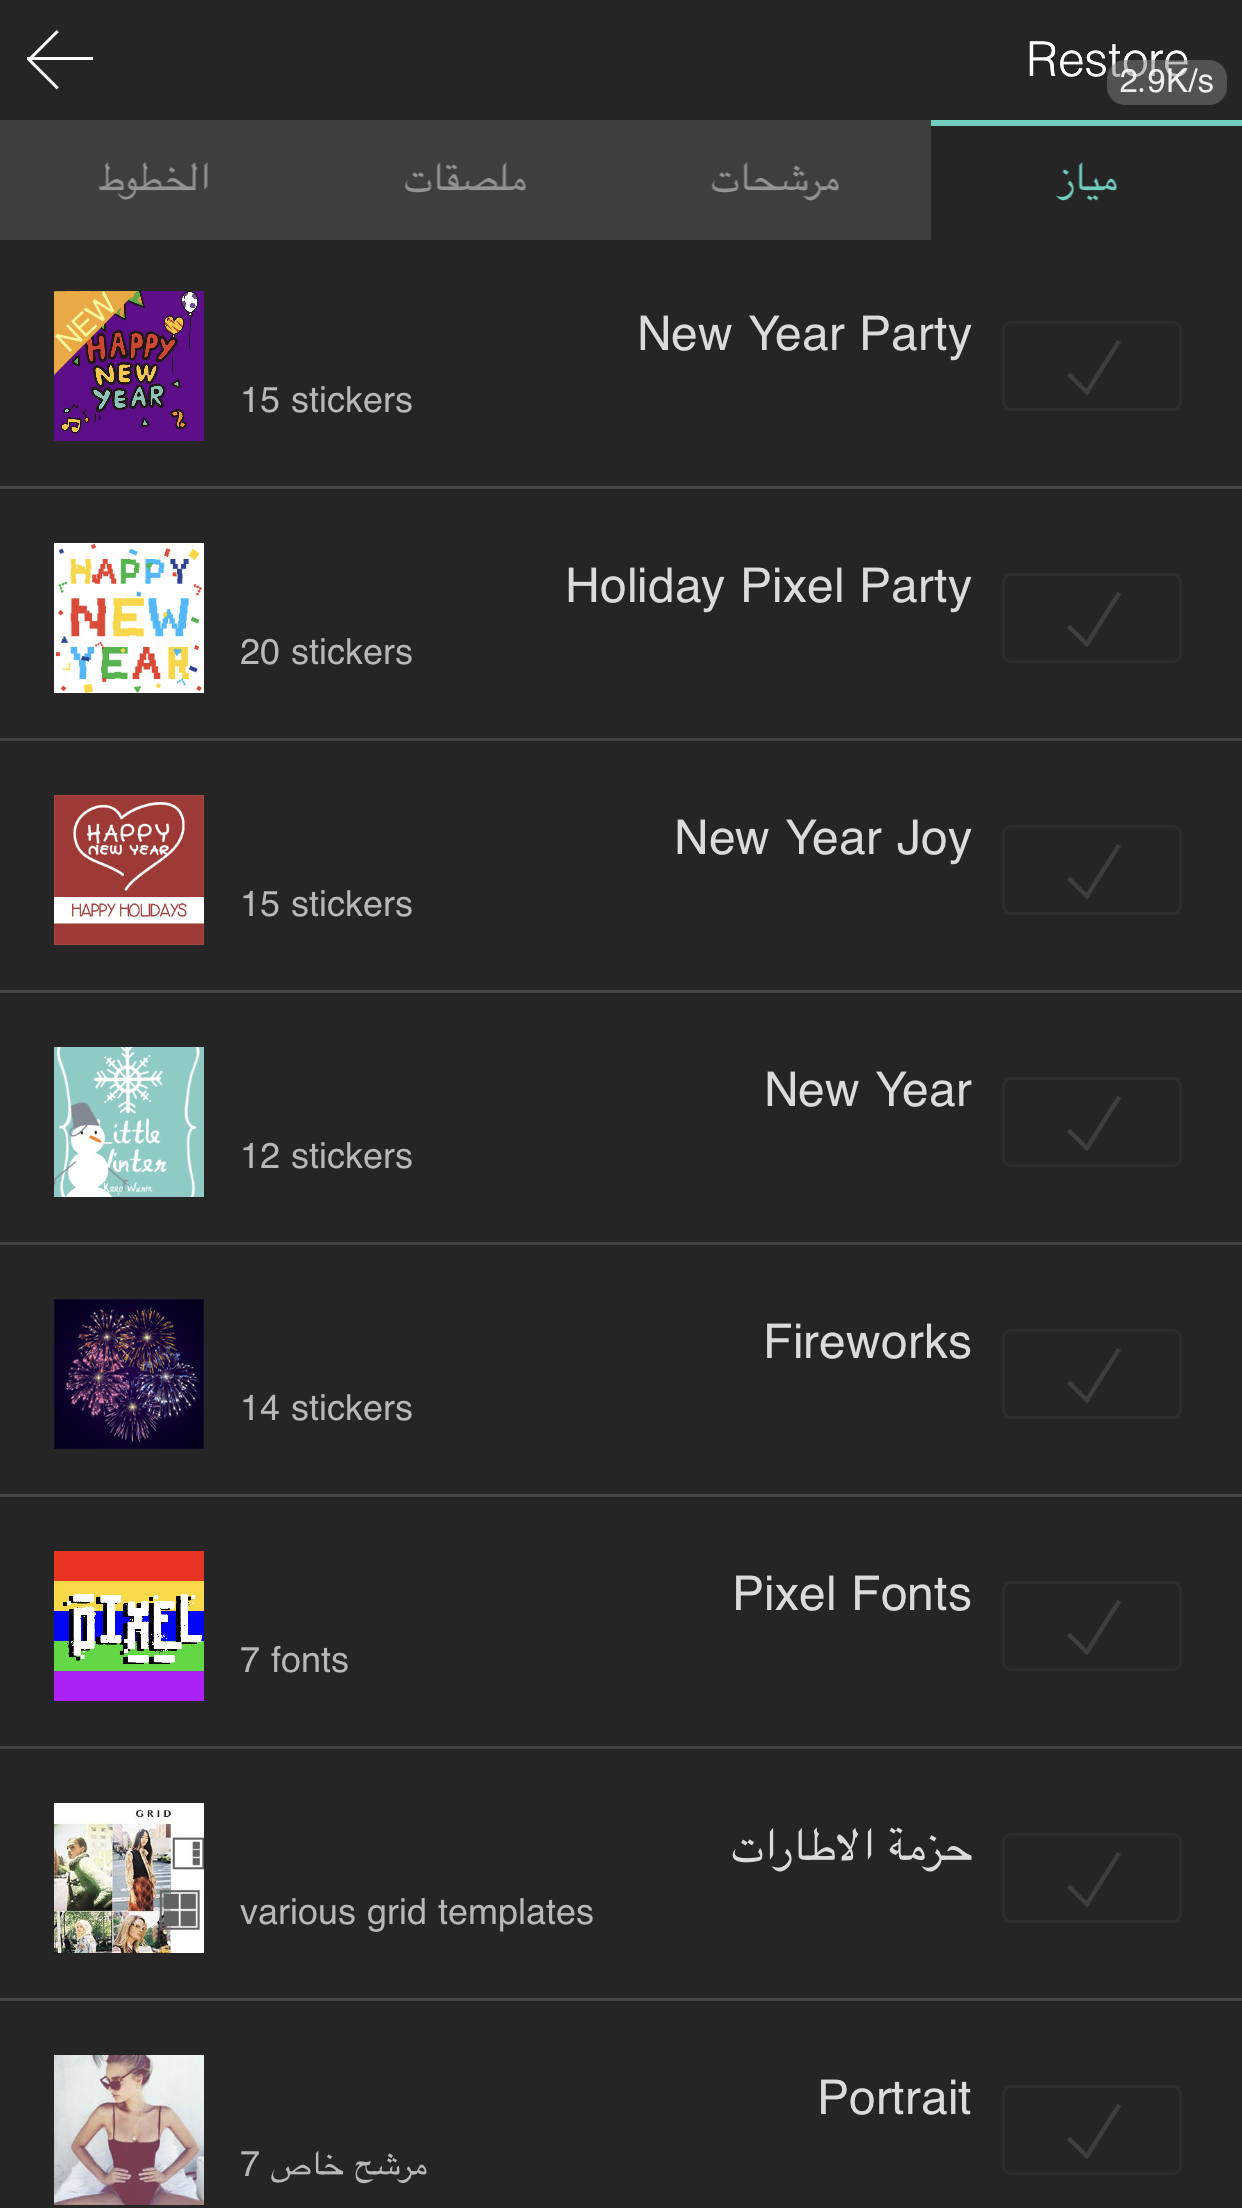 Restore
2.9K/s
مياز
مرشحات
ملصقات
الخطوط
NEW
HAPPY
NEW
YEAR
New Year Party
15 stickers
HAPPY
NEW
YEAR
Holiday Pixel Party
20 stickers
HAPPY
NEW YEAR
HAPPY HOLIDAYS
New Year Joy
15 stickers
Little
Winter
Keep Warm
New Year
12 stickers
Fireworks
14 stickers
PIXEL
Pixel Fonts
7 fonts
GRID
حزمة الاطارات
various grid templates
Portrait
7 مرشح خاص